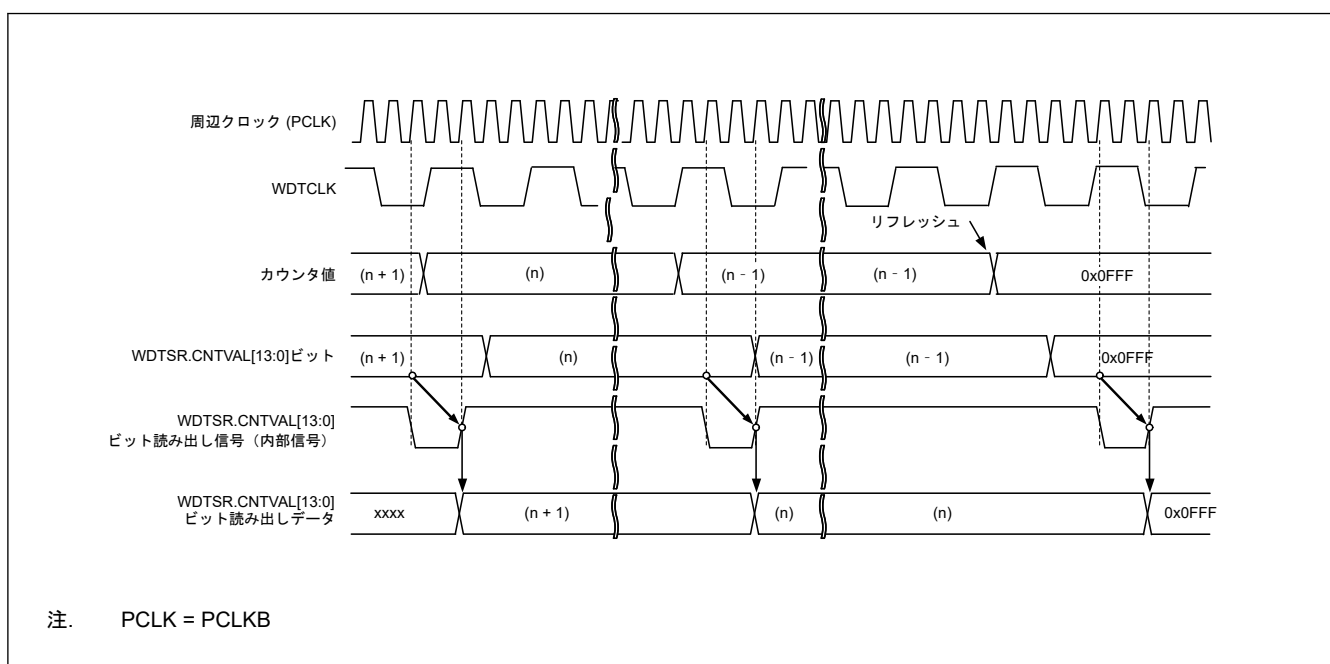 周辺クロック (PCLK)
WDTCLK
リフレッシュ
カウンタ値
(n + 1)
(n)
(n - 1)
(n - 1)
0x0FFF
WDTSR.CNTVAL[13:0]ビット
(n + 1)
(n)
(n - 1)
(n - 1)
0x0FFF
WDTSR.CNTVAL[13:0]
ビット読み出し信号（内部信号）
WDTSR.CNTVAL[13:0]
ビット読み出しデータ
xxxx
(n + 1)
(n)
(n)
0x0FFF
注. PCLK = PCLKB